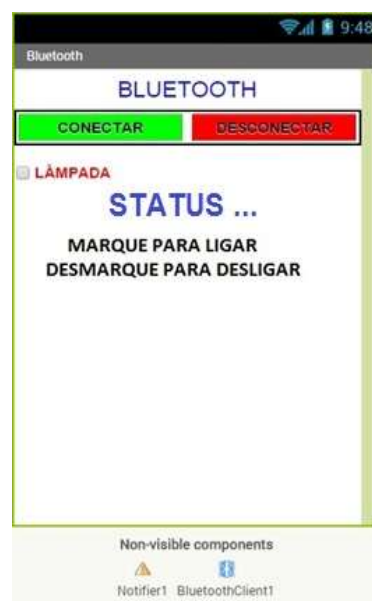 9:48
Bluetooth
BLUETOOTH
CONECTAR DESCONECTAR
LÂMPADA
STATUS ...
MARQUE PARA LIGAR
DESMARQUE PARA DESLIGAR
Non-visible components
Notifier1 BluetoothClient1